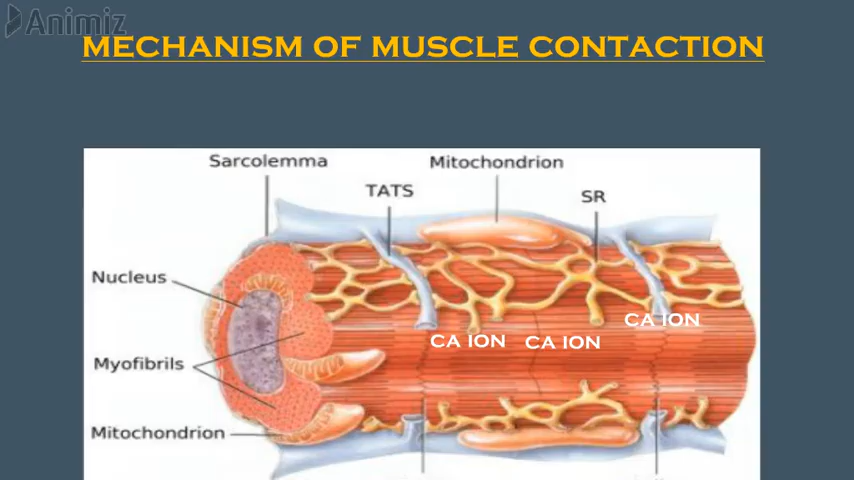 Animiz
MECHANISM OF MUSCLE CONTACTION
Sarcolemma
Mitochondrion
TATS
SR
Nucleus
CA ION
CA ION
CA ION
Myofibrils
Mitochondrion